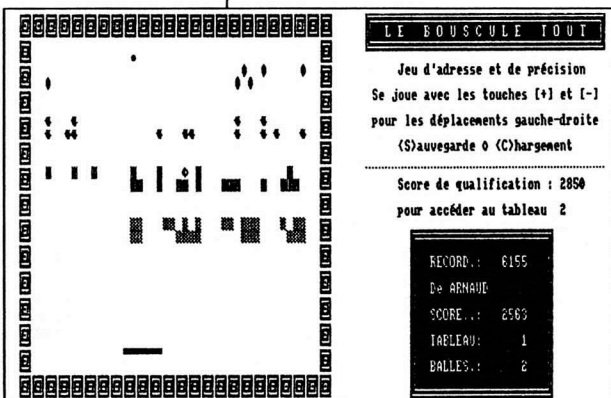 LE BOUSCULE TOUT
Jeu d'adresse et de précision
Se joue avec les touches [+] et [-]
pour les déplacements gauche-droite
{S}auvegarde ◊ {C}hargement
Score de qualification : 2850
pour accéder au tableau 2
RECORD.: 6155
De ARNAUD
SCORE..: 2563
TABLEAU: 1
BALLES.: 2